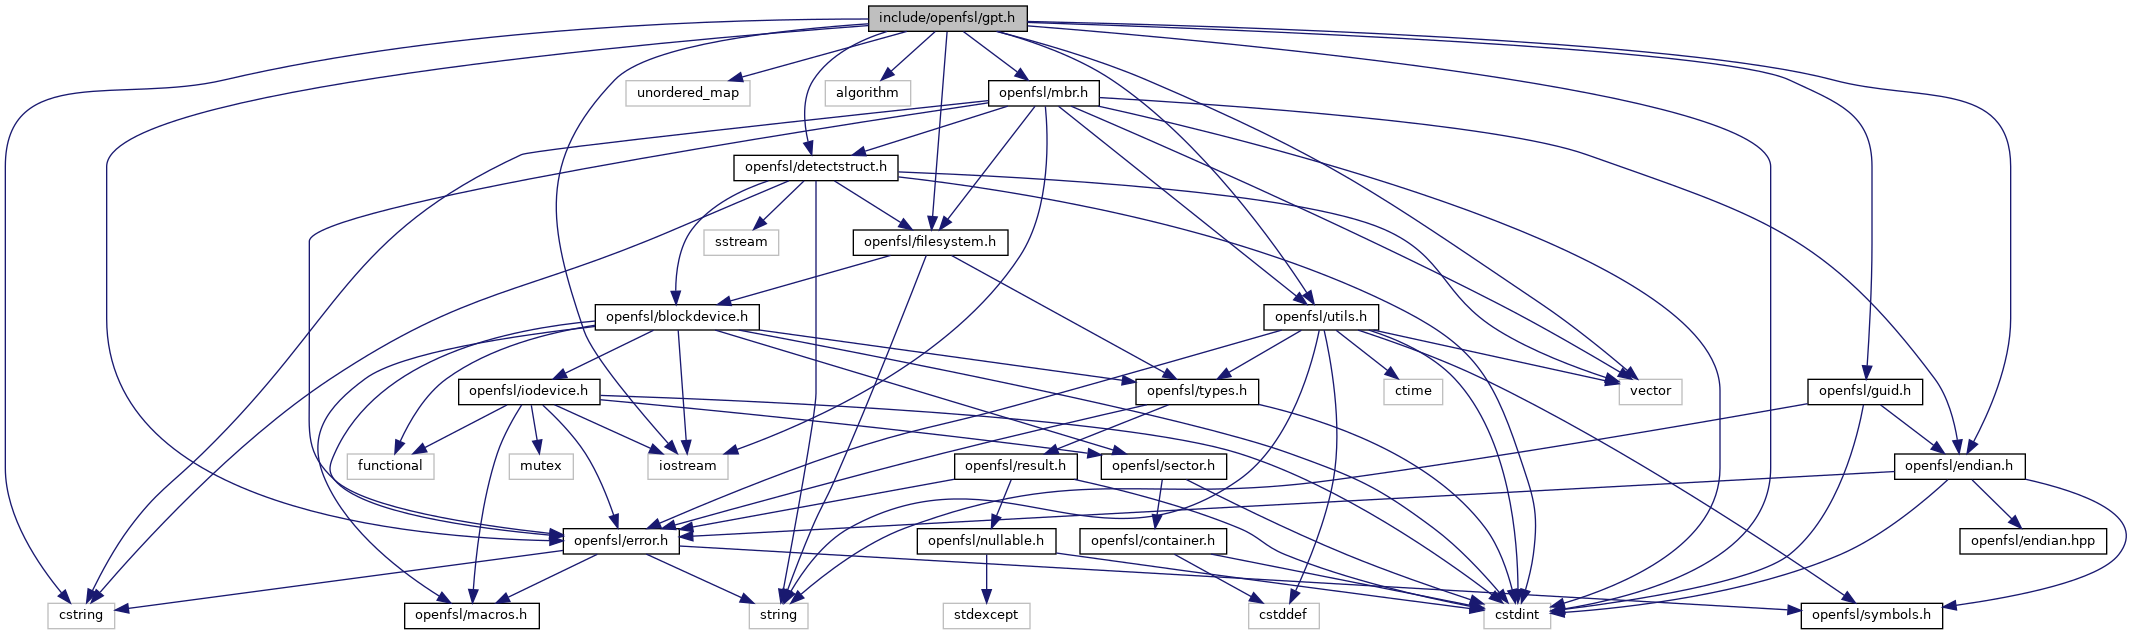 include/openfsl/gpt.h
unordered_map
algorithm
openfsl/mbr.h
openfsl/detectstruct.h
sstream
openfsl/filesystem.h
openfsl/blockdevice.h
openfsl/utils.h
openfsl/iodevice.h
openfsl/types.h
ctime
vector
openfsl/guid.h
functional
mutex
iostream
openfsl/result.h
openfsl/sector.h
openfsl/endian.h
openfsl/error.h
openfsl/nullable.h
openfsl/container.h
openfsl/endian.hpp
cstring
openfsl/macros.h
string
stdexcept
cstddef
cstdint
openfsl/symbols.h